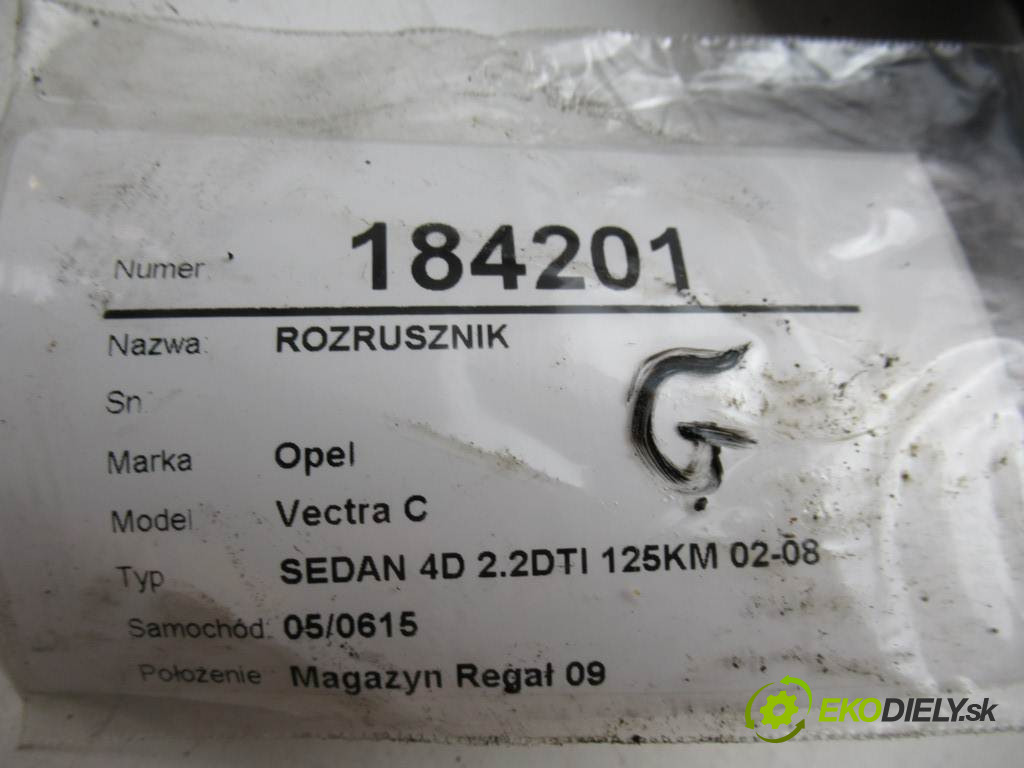 Numer 184201
Nazwa: ROZRUSZNIK
Sn
G
Marka Opel
Model Vectra C
Typ SEDAN 4D 2.2DTI 125KM 02-08
Samochód: 05/0615
Położenie Magazyn Regał 09
EKODIELY.sk